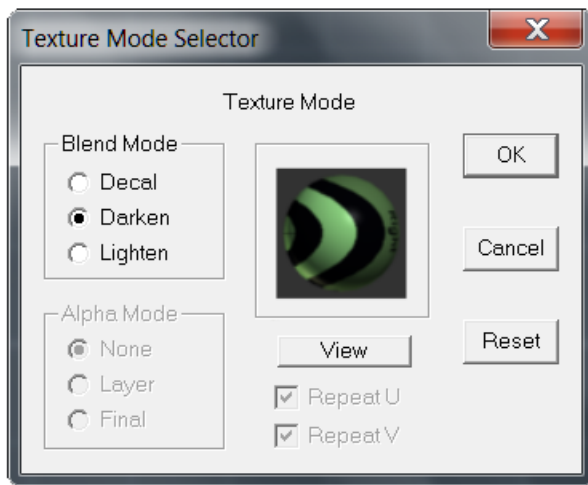 Texture Mode Selector
X
Texture Mode
Blend Mode
Decal
Darken
Lighten
OK
Cancel
Alpha Mode
None
Layer
Final
View
Reset
Repeat U
Repeat V